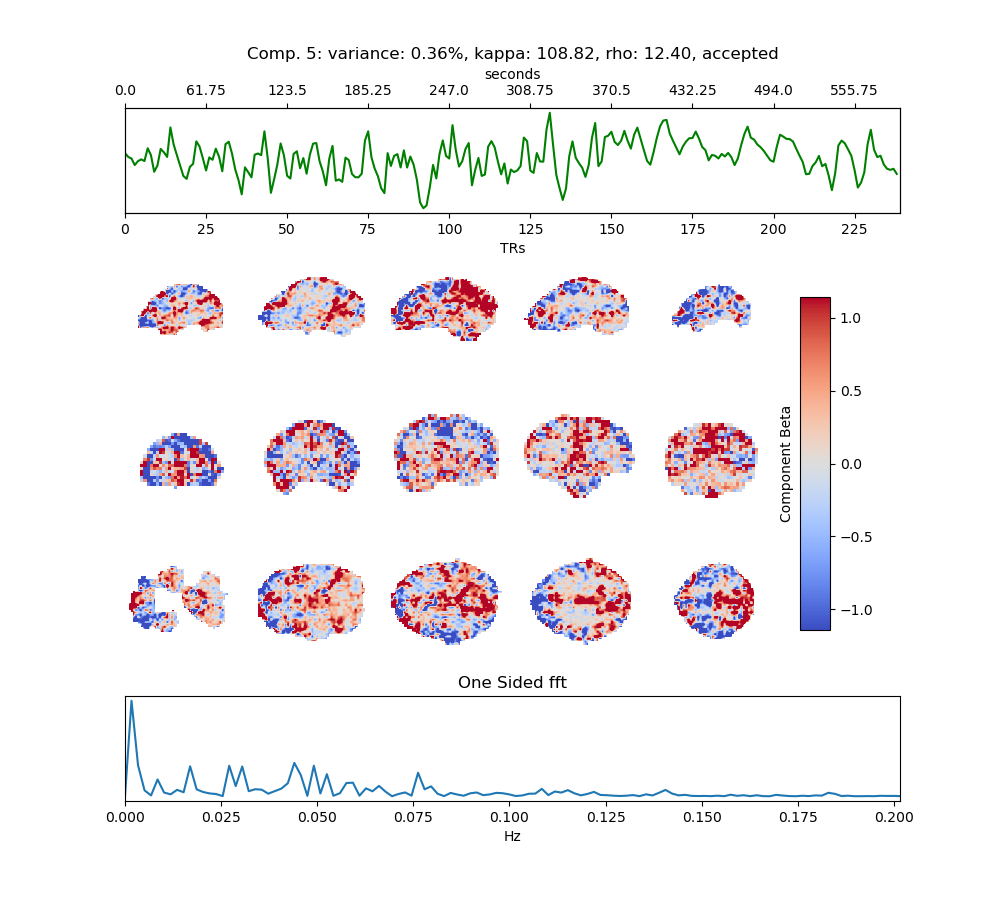 Comp. 5: variance: 0.36%, kappa: 108.82, rho: 12.40, accepted
seconds
0.0 61.75 123.5 185.25 247.0 308.75 370.5 432.25 494.0 555.75
0 25 50 75 100 125 150 175 200 225
TRs
1.0
0.5
0.0
−0.5
−1.0
Component Beta
One Sided fft
0.000 0.025 0.050 0.075 0.100 0.125 0.150 0.175 0.200
Hz